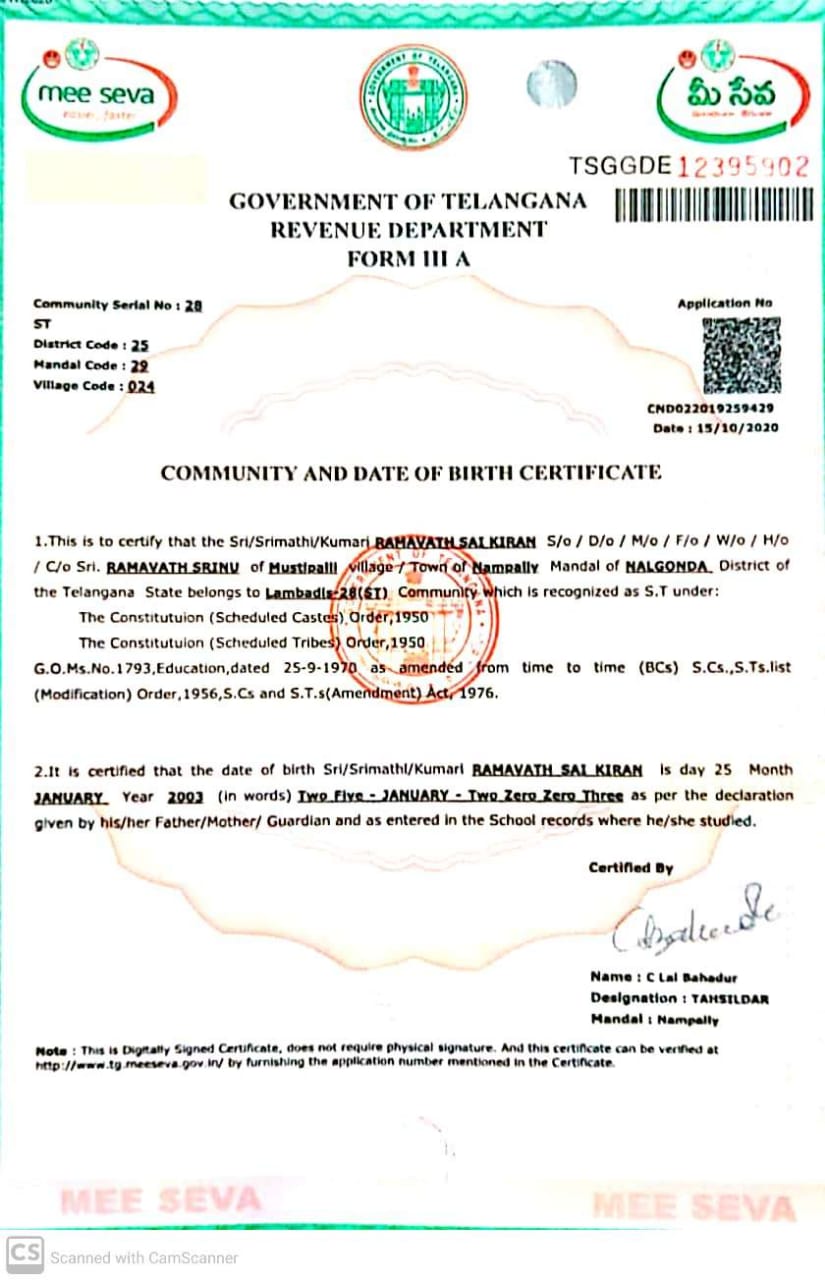 mee seva
మీ సేవ
TSGGDE 12395902
GOVERNMENT OF TELANGANA
REVENUE DEPARTMENT
FORM III A
Community Serial No : 28
ST
District Code : 25
Mandal Code : 29
Village Code : 024
Application No
CND022019259429
Date : 15/10/2020
COMMUNITY AND DATE OF BIRTH CERTIFICATE
1.This is to certify that the Sri/Srimathi/Kumari RAMAVATH SAI KIRAN S/o / D/o / M/o / F/o / W/o / H/o
/ C/o Sri. RAMAVATH SRINU of Mustipalli village / Town of Nampally Mandal of NALGONDA District of
the Telangana State belongs to Lambadis-28(ST) Community which is recognized as S.T under:
The Constitutuion (Scheduled Castes) Order,1950
The Constitutuion (Scheduled Tribes) Order,1950
G.O.Ms.No.1793,Education,dated 25-9-1970 as amended from time to time (BCs) S.Cs.,S.Ts.list
(Modification) Order,1956,S.Cs and S.T.s(Amendment) Act, 1976.
2.It is certified that the date of birth Sri/Srimathi/Kumari RAMAVATH SAI KIRAN is day 25 Month
JANUARY Year 2003 (in words) Two Five - JANUARY - Two Zero Zero Three as per the declaration
given by his/her Father/Mother/ Guardian and as entered in the School records where he/she studied.
Certified By
Name : C Lal Bahadur
Designation : TAHSILDAR
Mandal : Nampally
Note : This is Digitally Signed Certificate, does not require physical signature. And this certificate can be verified at
http://www.tg.meeseva.gov.in/ by furnishing the application number mentioned in the Certificate.
MEE SEVA
MEE SEVA
CS Scanned with CamScanner